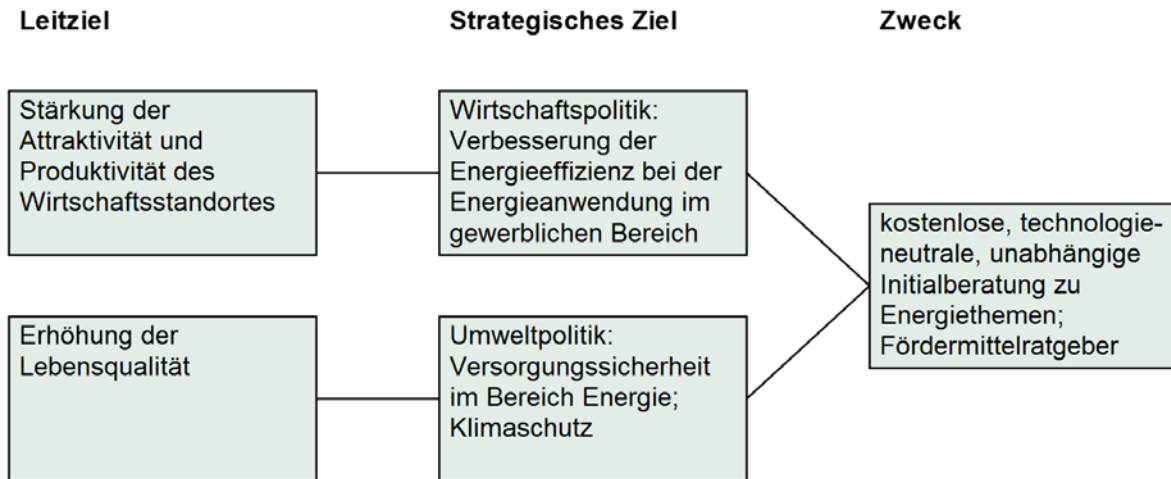 Leitziel
Strategisches Ziel
Zweck
Stärkung der
Attraktivität und
Produktivität des
Wirtschaftsstandortes
Wirtschaftspolitik:
Verbesserung der
Energieeffizienz bei der
Energieanwendung im
gewerblichen Bereich
kostenlose, technologie-
neutrale, unabhängige
Initialberatung zu
Energiethemen;
Fördermittelratgeber
Erhöhung der
Lebensqualität
Umweltpolitik:
Versorgungssicherheit
im Bereich Energie;
Klimaschutz